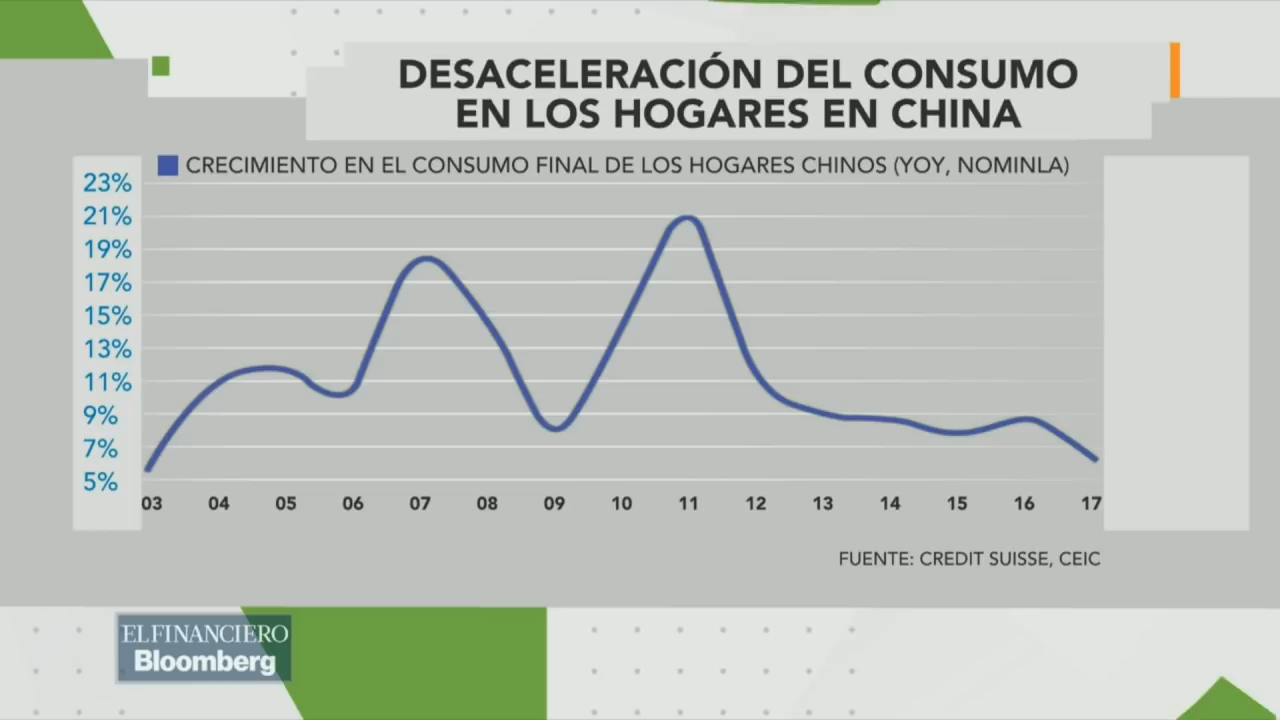 DESACELERACIÓN DEL CONSUMO
EN LOS HOGARES EN CHINA
CRECIMIENTO EN EL CONSUMO FINAL DE LOS HOGARES CHINOS (YOY, NOMINLA)
23%
21%
19%
17%
15%
13%
11%
9%
7%
5%
03 04 05 06 07 08 09 10 11 12 13 14 15 16 17
FUENTE: CREDIT SUISSE, CEIC
EL FINANCIERO
Bloomberg